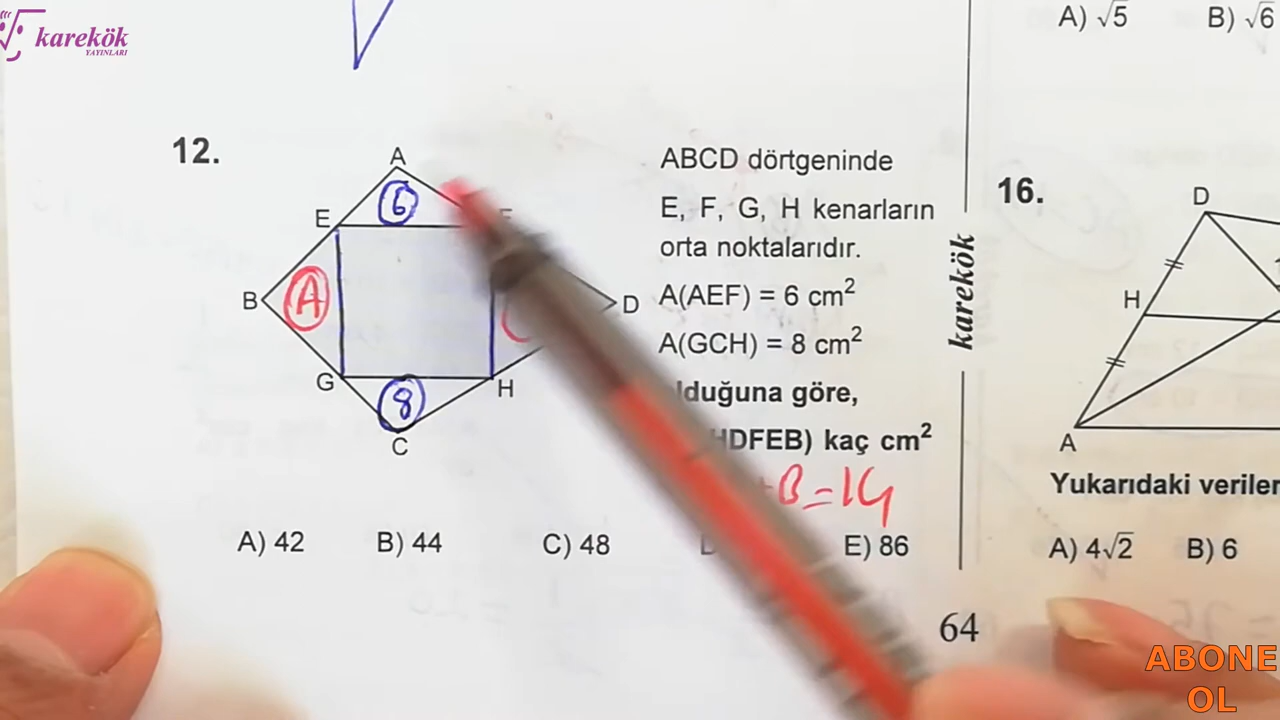 karekök
YAYINLARI
A) √5
B) √6
12.
A
E
F
B
D
G
H
C
6
A
8
ABCD dörtgeninde
E, F, G, H kenarların
orta noktalarıdır.
A(AEF) = 6 cm²
A(GCH) = 8 cm²
olduğuna göre,
HDFEB) kaç cm²
+B=14
A) 42
B) 44
C) 48
E) 86
karekök
64
16.
D
H
A
Yukarıdaki veriler
A) 4√2
B) 6
ABONE
OL